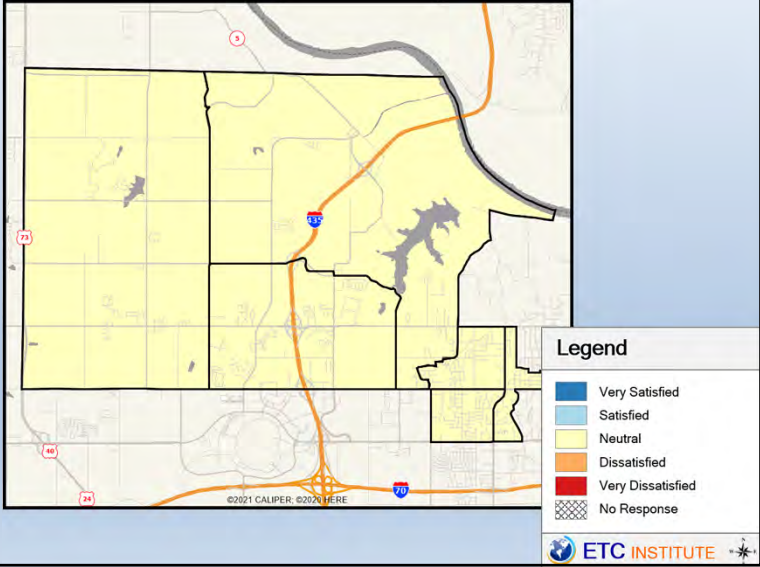 5
435
73
Legend
Very Satisfied
Satisfied
Neutral
Dissatisfied
Very Dissatisfied
No Response
40
24
©2021 CALIPER; ©2020 HERE
70
ETC INSTITUTE